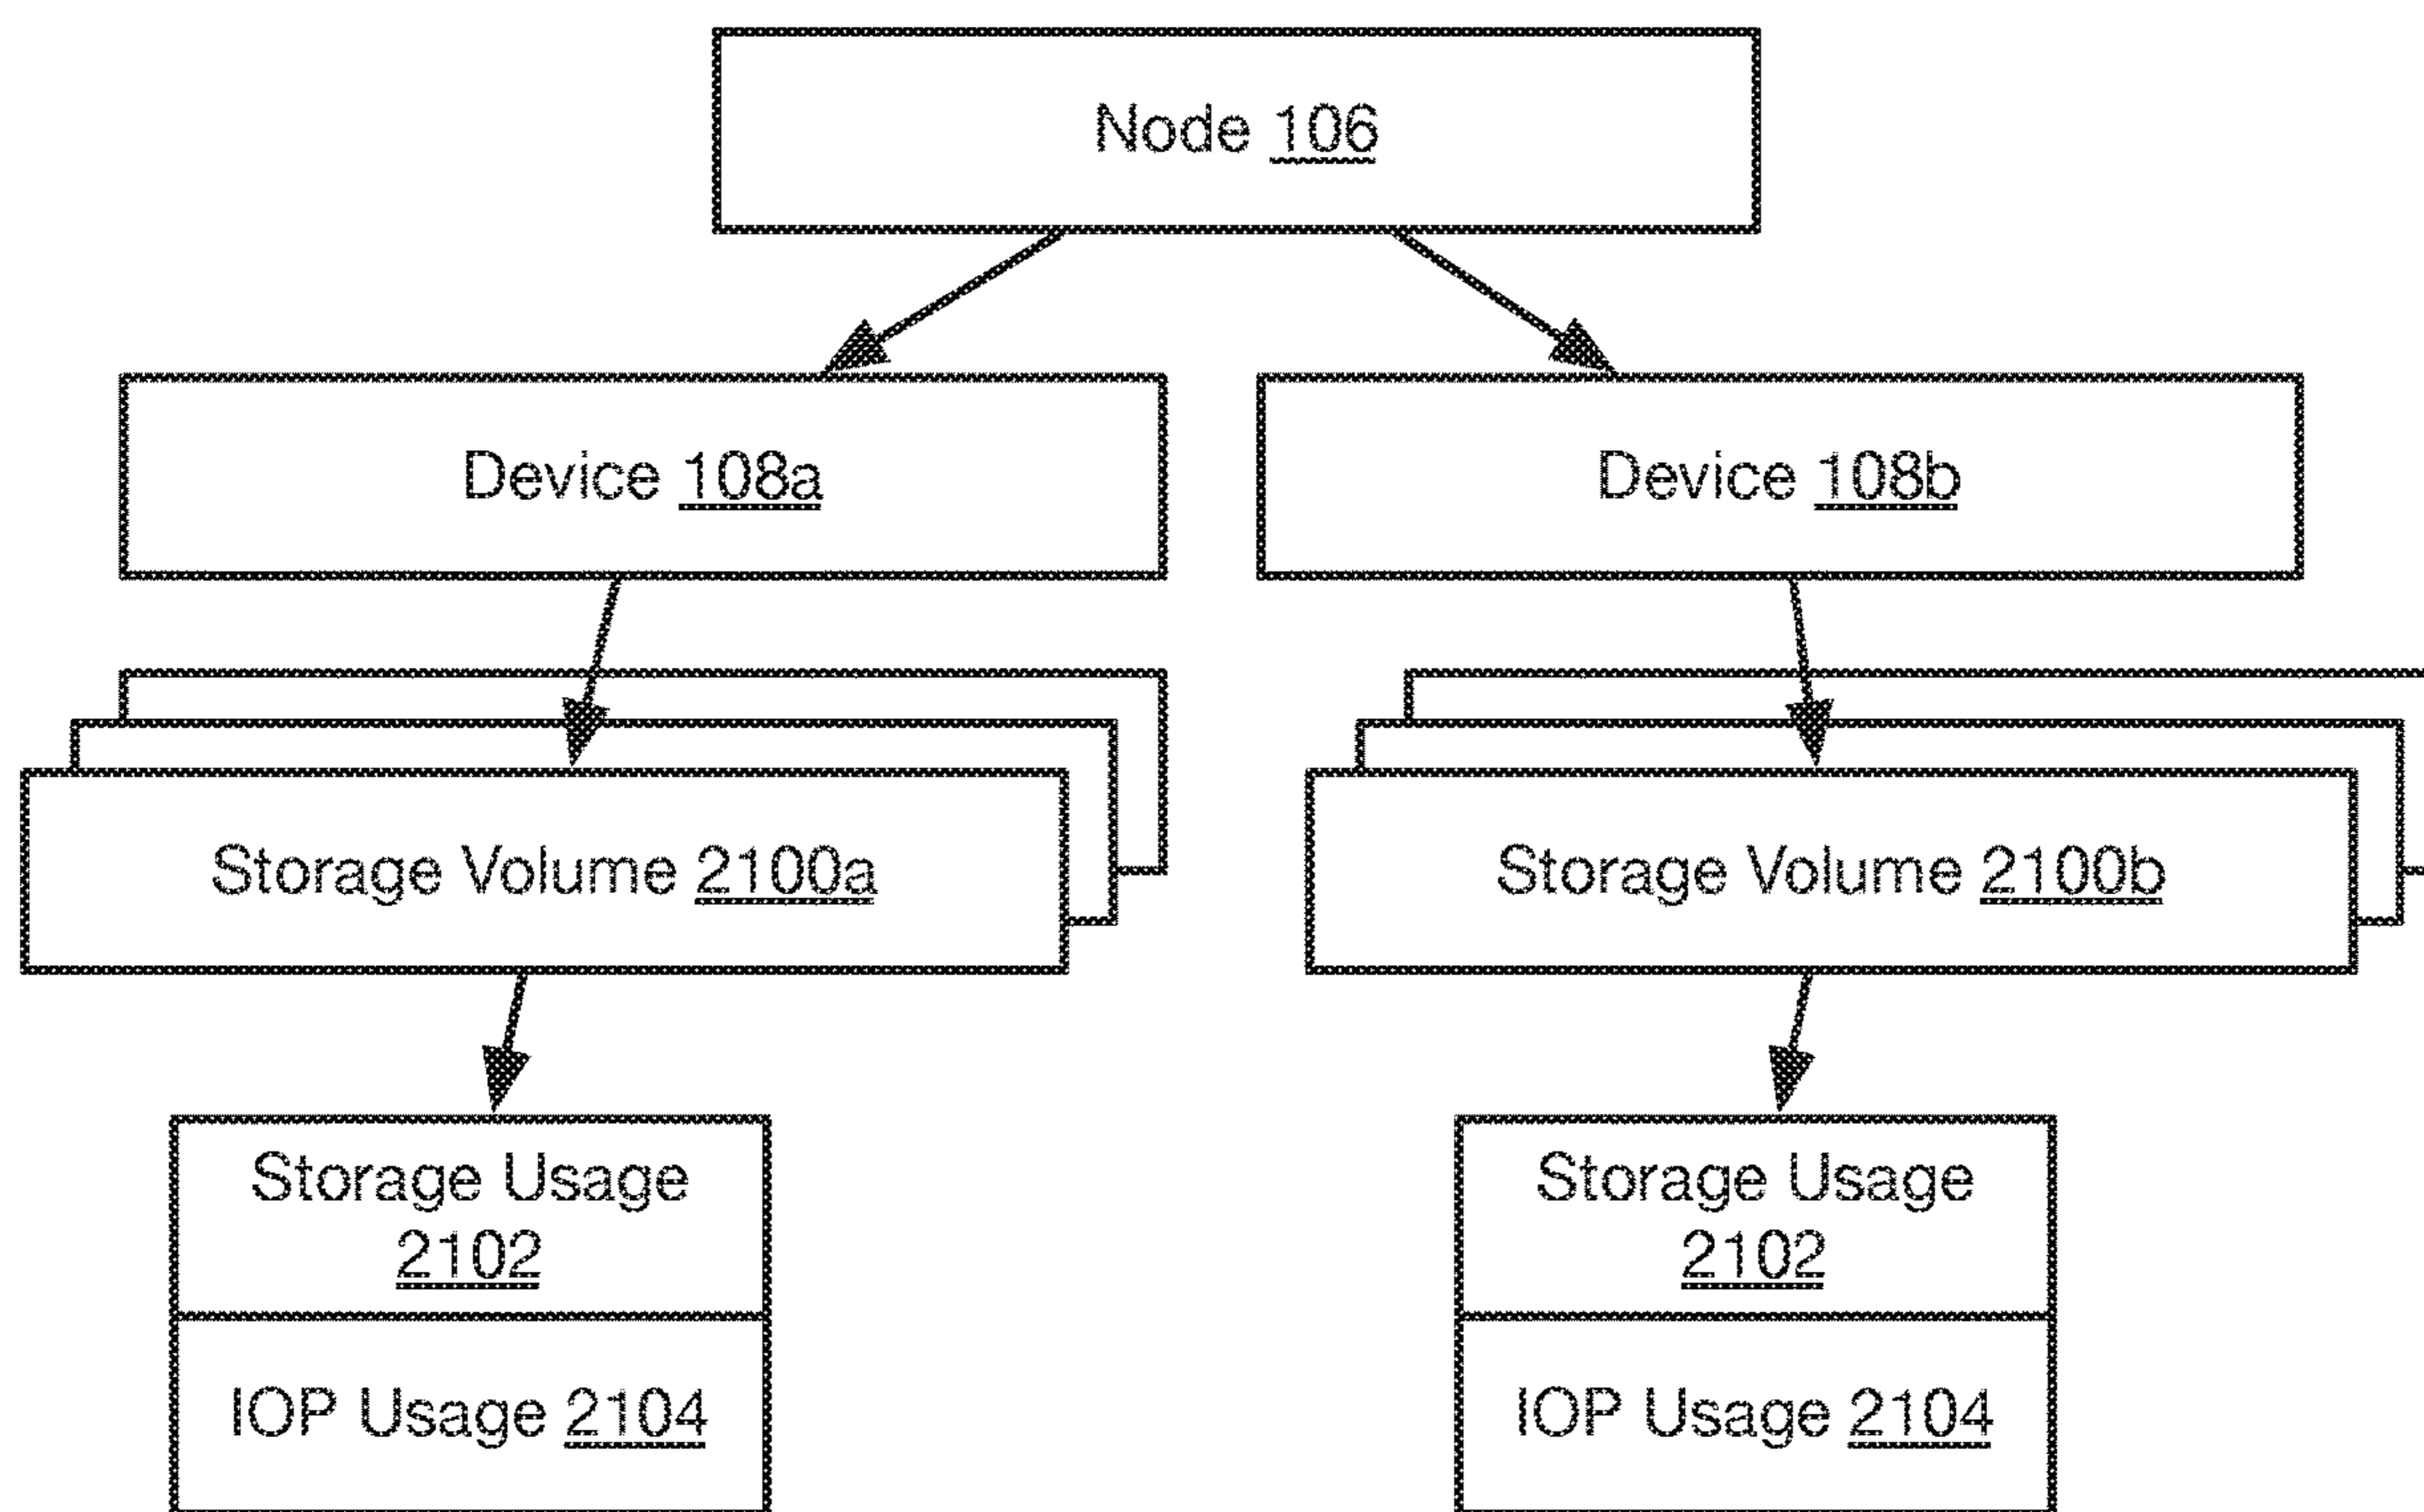 Node 106
Device 108a
Device 108b
Storage Volume 2100a
Storage Volume 2100b
Storage Usage
2102
IOP Usage 2104
Storage Usage
2102
IOP Usage 2104